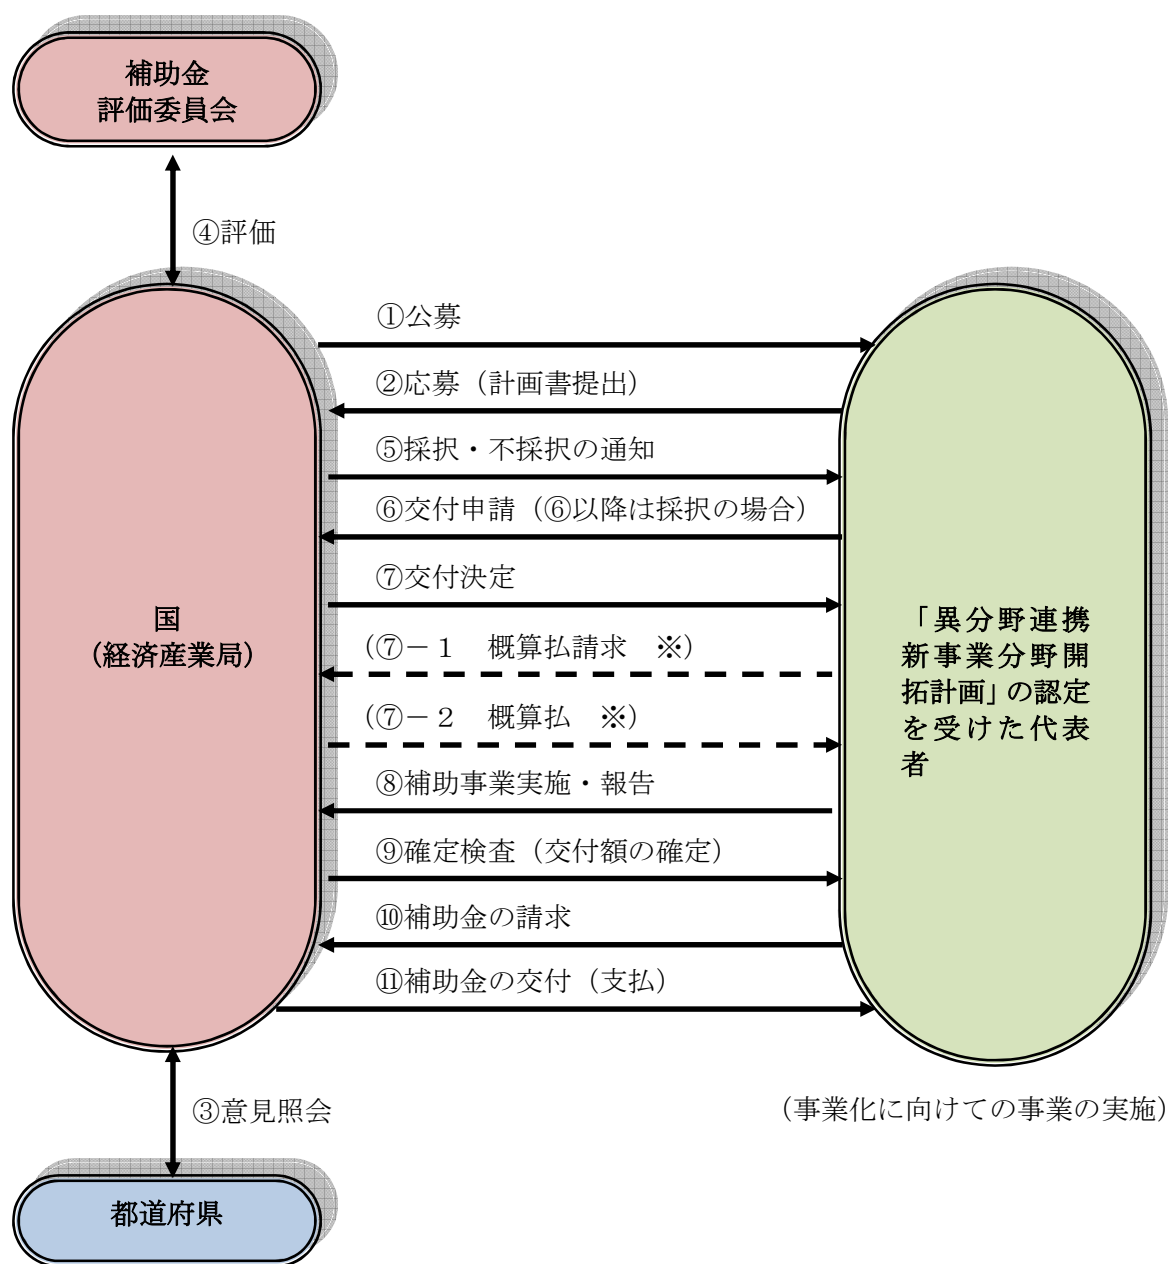 補助金
評価委員会
④評価
①公募
②応募（計画書提出）
⑤採択・不採択の通知
⑥交付申請（⑥以降は採択の場合）
⑦交付決定
（⑦－１　概算払請求　※）
（⑦－２　概算払　※）
⑧補助事業実施・報告
⑨確定検査（交付額の確定）
⑩補助金の請求
⑪補助金の交付（支払）
国
（経済産業局）
「異分野連携
新事業分野開
拓計画」の認定
を受けた代表
者
③意見照会
（事業化に向けての事業の実施）
都道府県